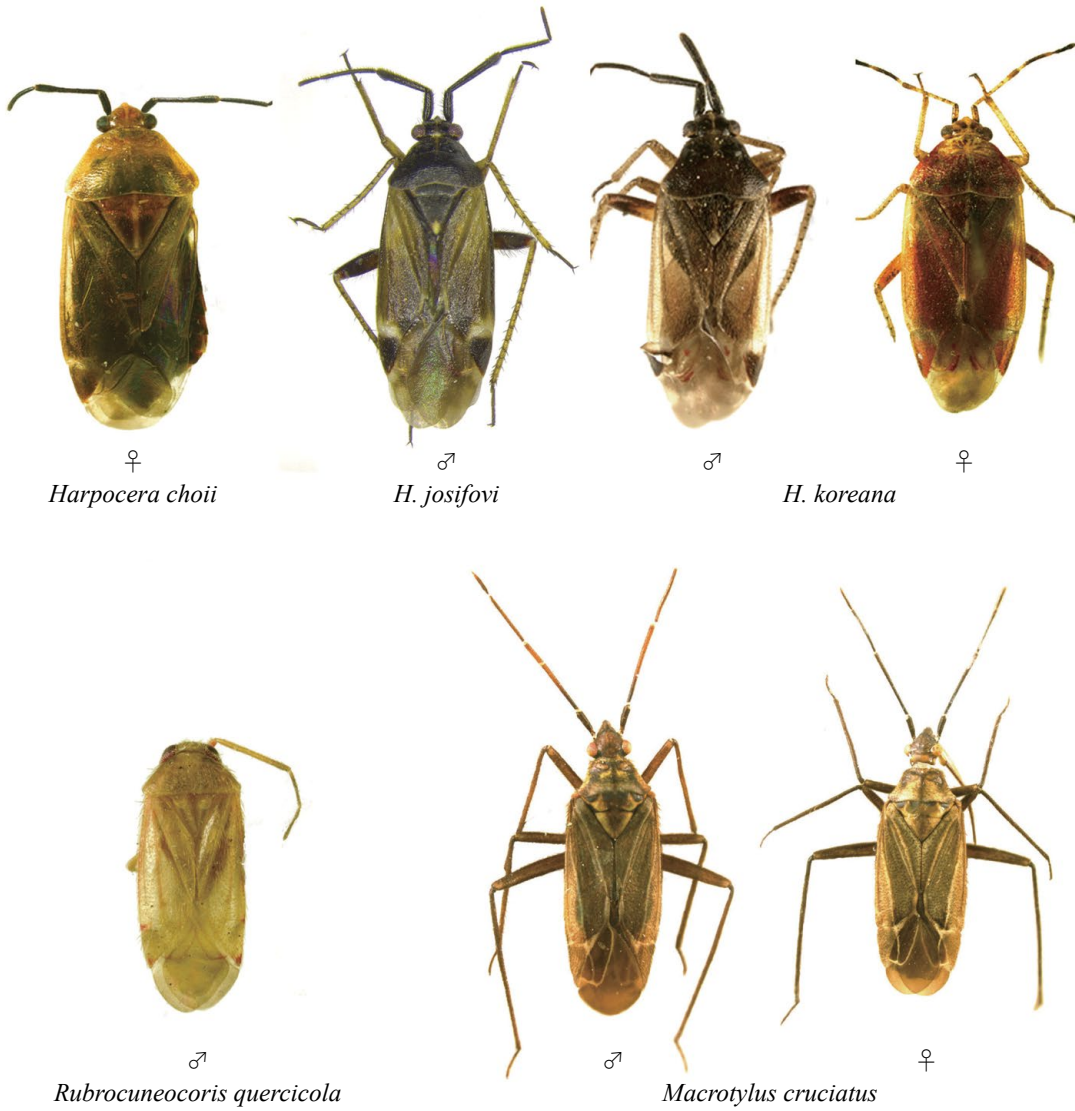 ♀ ♂ ♂ ♀
Harpocera choii H. josifovi H. koreana
♂ ♂ ♀
Rubrocuneocoris quercicola Macrotylus cruciatus